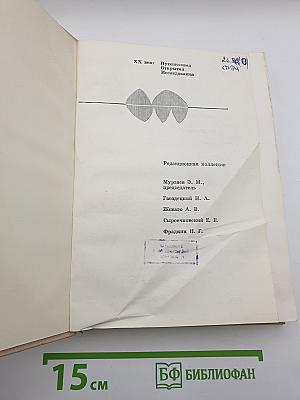 XX век: Путешествия
Открытия
Исследования
Редакционная коллегия:
Мурзаев Э. М.,
председатель
Гвоздецкий Н. А.
Живаго А. В.
Сыроечковский Е. Е.
Фрадкин Н. Г.
15 см
БФ БИБЛИОФАН